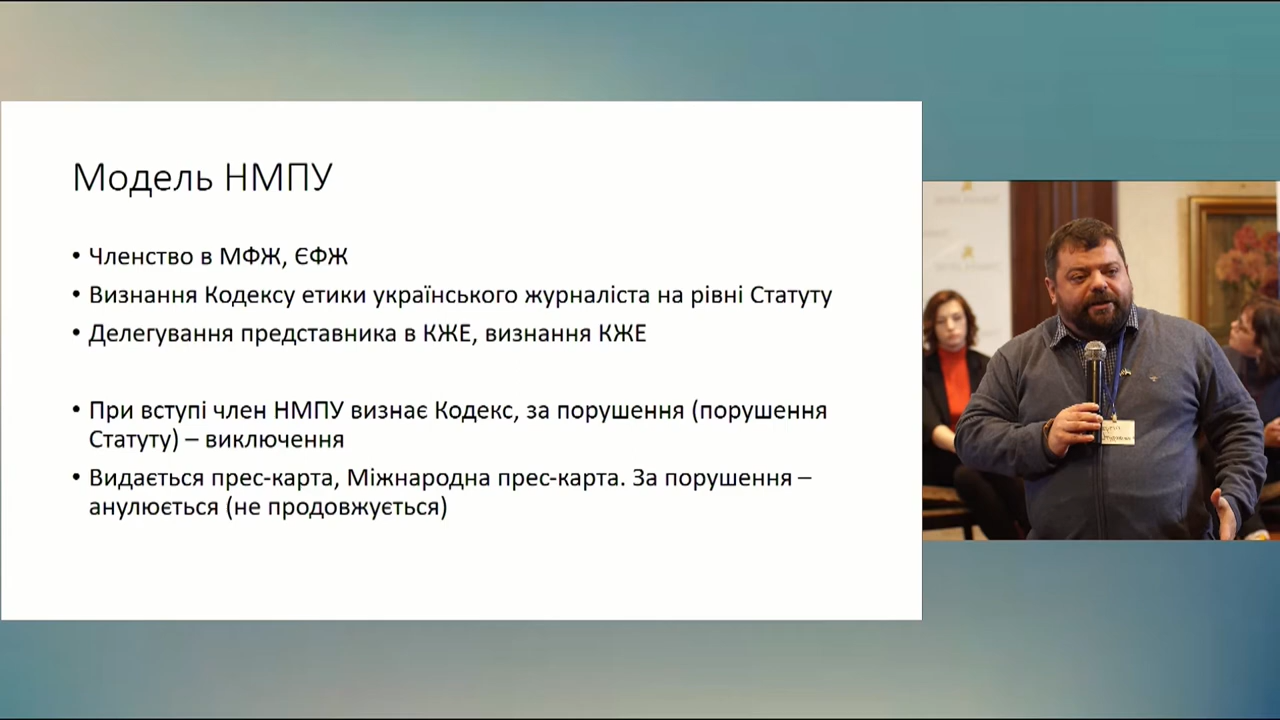 Модель НМПУ
• Членство в МФЖ, ЄФЖ
• Визнання Кодексу етики українського журналіста на рівні Статуту
• Делегування представника в КЖЕ, визнання КЖЕ
• При вступі член НМПУ визнає Кодекс, за порушення (порушення
Статуту) – виключення
• Видається прес-карта, Міжнародна прес-карта. За порушення –
анулюється (не продовжується)